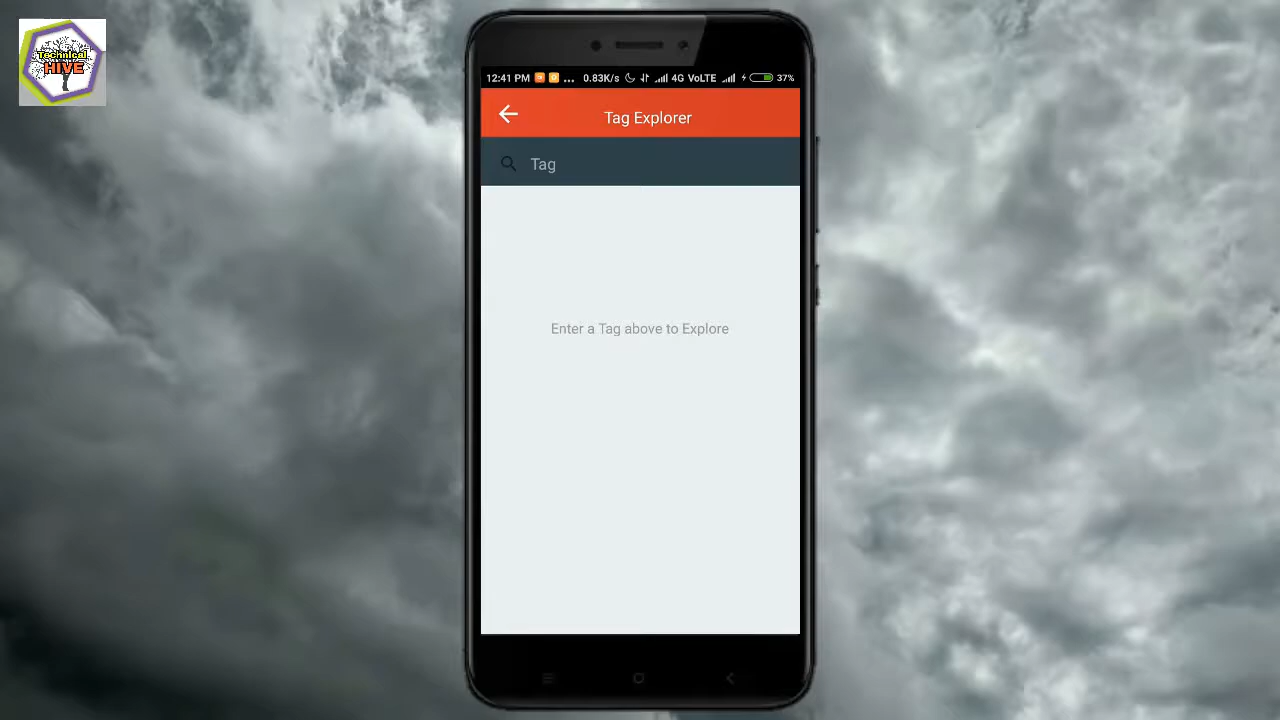 Technical
HIVE
12:41 PM ... 0.83K/s 4G VoLTE 37%
Tag Explorer
Tag
Enter a Tag above to Explore